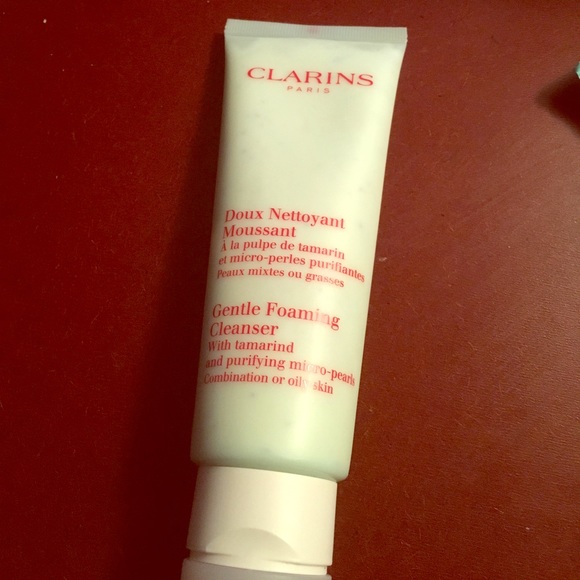 CLARINS
PARIS
Doux Nettoyant
Moussant
À la pulpe de tamarin
et micro-perles purifiantes
Peaux mixtes ou grasses
Gentle Foaming
Cleanser
With tamarind
and purifying micro-pearls
Combination or oily skin